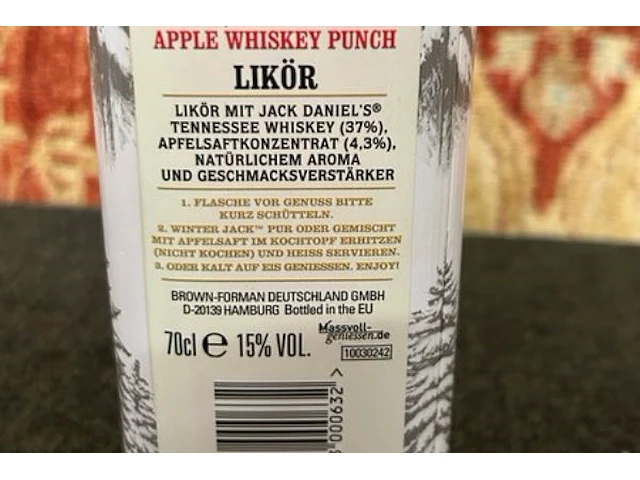 APPLE WHISKEY PUNCH
LIKÖR
LIKÖR MIT JACK DANIEL'S®
TENNESSEE WHISKEY (37%),
APFELSAFTKONZENTRAT (4,3%),
NATÜRLICHEM AROMA
UND GESCHMACKSVERSTÄRKER
1. FLASCHE VOR GENUSS BITTE
KURZ SCHÜTTELN.
2. WINTER JACK™ PUR ODER GEMISCHT
MIT APFELSAFT IM KOCHTOPF ERHITZEN
(NICHT KOCHEN) UND HEISS SERVIEREN.
3. ODER KALT AUF EIS GENIESSEN. ENJOY!
BROWN-FORMAN DEUTSCHLAND GMBH
D-20139 HAMBURG Bottled in the EU
70cl e 15% VOL.
Massvoll-
geniessen.de
10030242
000632 >